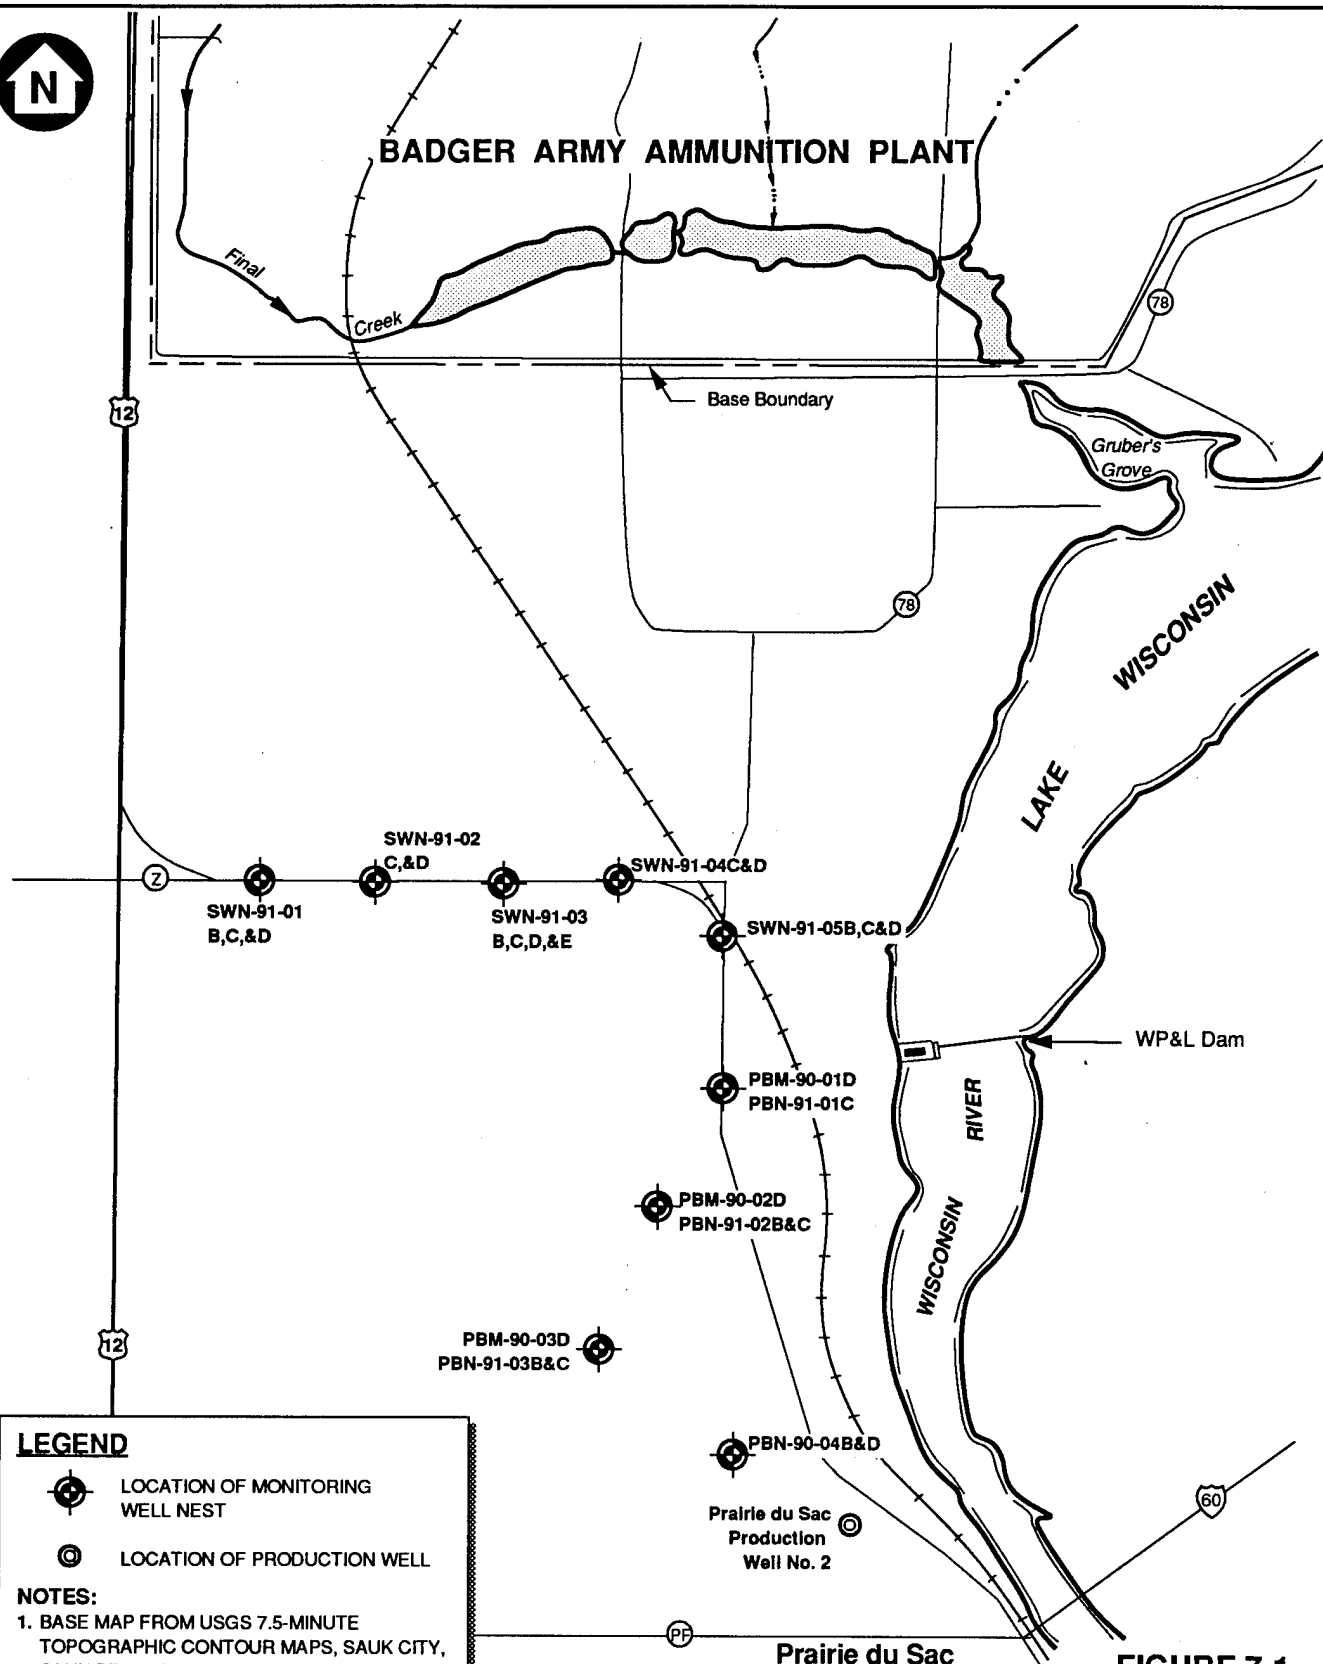 N
BADGER ARMY AMMUNITION PLANT
Final
Creek
78
12
Base Boundary
Gruber's
Grove
78
WISCONSIN
LAKE
SWN-91-02
C,&D
SWN-91-04C&D
Z
SWN-91-01
B,C,&D
SWN-91-03
B,C,D,&E
SWN-91-05B,C&D
WP&L Dam
PBM-90-01D
PBN-91-01C
RIVER
WISCONSIN
PBM-90-02D
PBN-91-02B&C
12
PBM-90-03D
PBN-91-03B&C
PBN-90-04B&D
60
Prairie du Sac
Production
Well No. 2
LEGEND
LOCATION OF MONITORING
WELL NEST
LOCATION OF PRODUCTION WELL
NOTES:
1. BASE MAP FROM USGS 7.5-MINUTE
TOPOGRAPHIC CONTOUR MAPS, SAUK CITY,
PF
Prairie du Sac
FIGURE 7-1